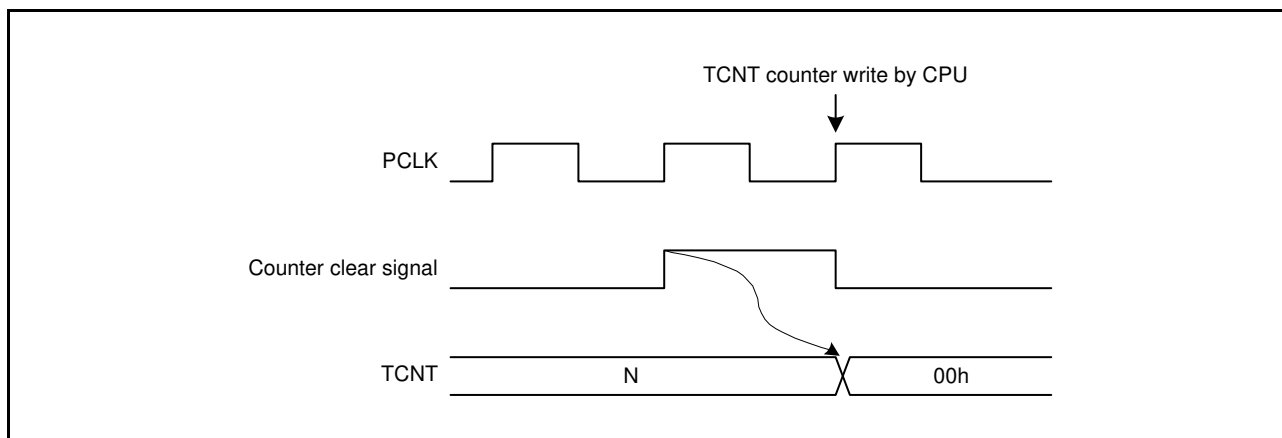 TCNT counter write by CPU
PCLK
Counter clear signal
TCNT
N
00h